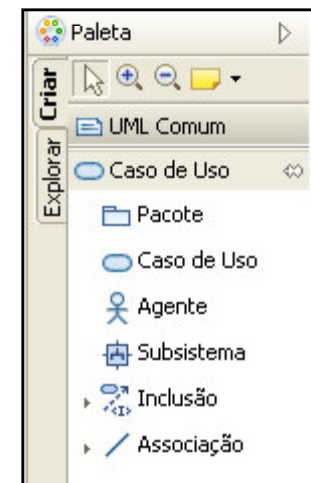 Paleta
Criar
Explorar
UML Comum
Caso de Uso
Pacote
Caso de Uso
Agente
Subsistema
<I>
Inclusão
Associação